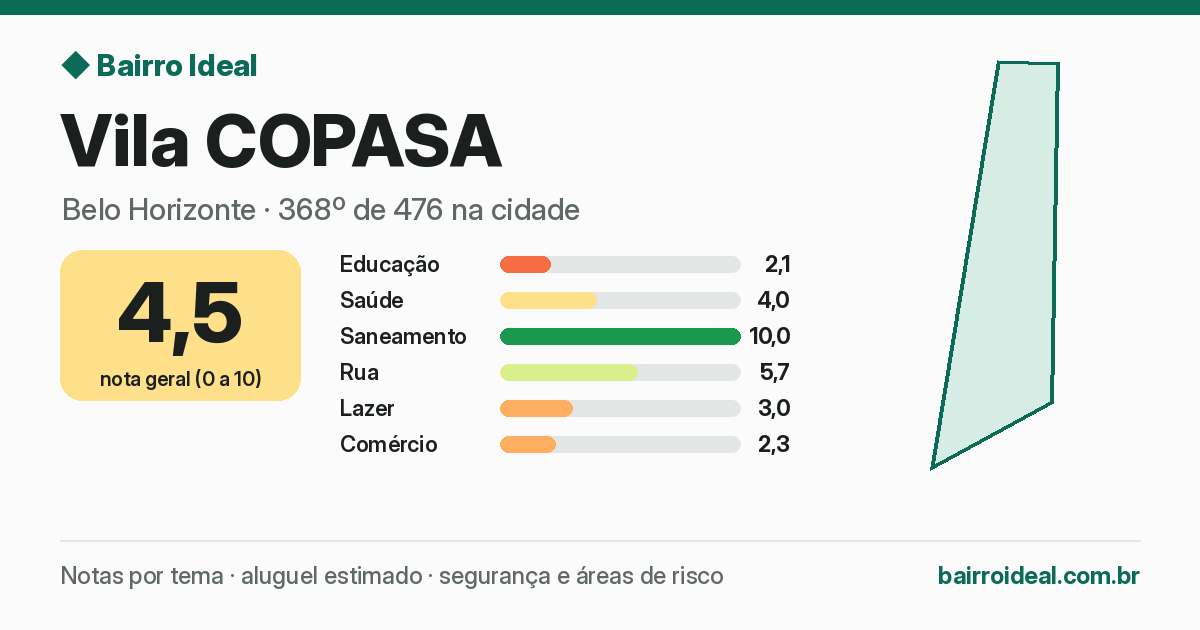 Bairro Ideal
Vila COPASA
Belo Horizonte · 368º de 476 na cidade
4,5
nota geral (0 a 10)
Educação 2,1
Saúde 4,0
Saneamento 10,0
Rua 5,7
Lazer 3,0
Comércio 2,3
Notas por tema · aluguel estimado · segurança e áreas de risco
bairroideal.com.br